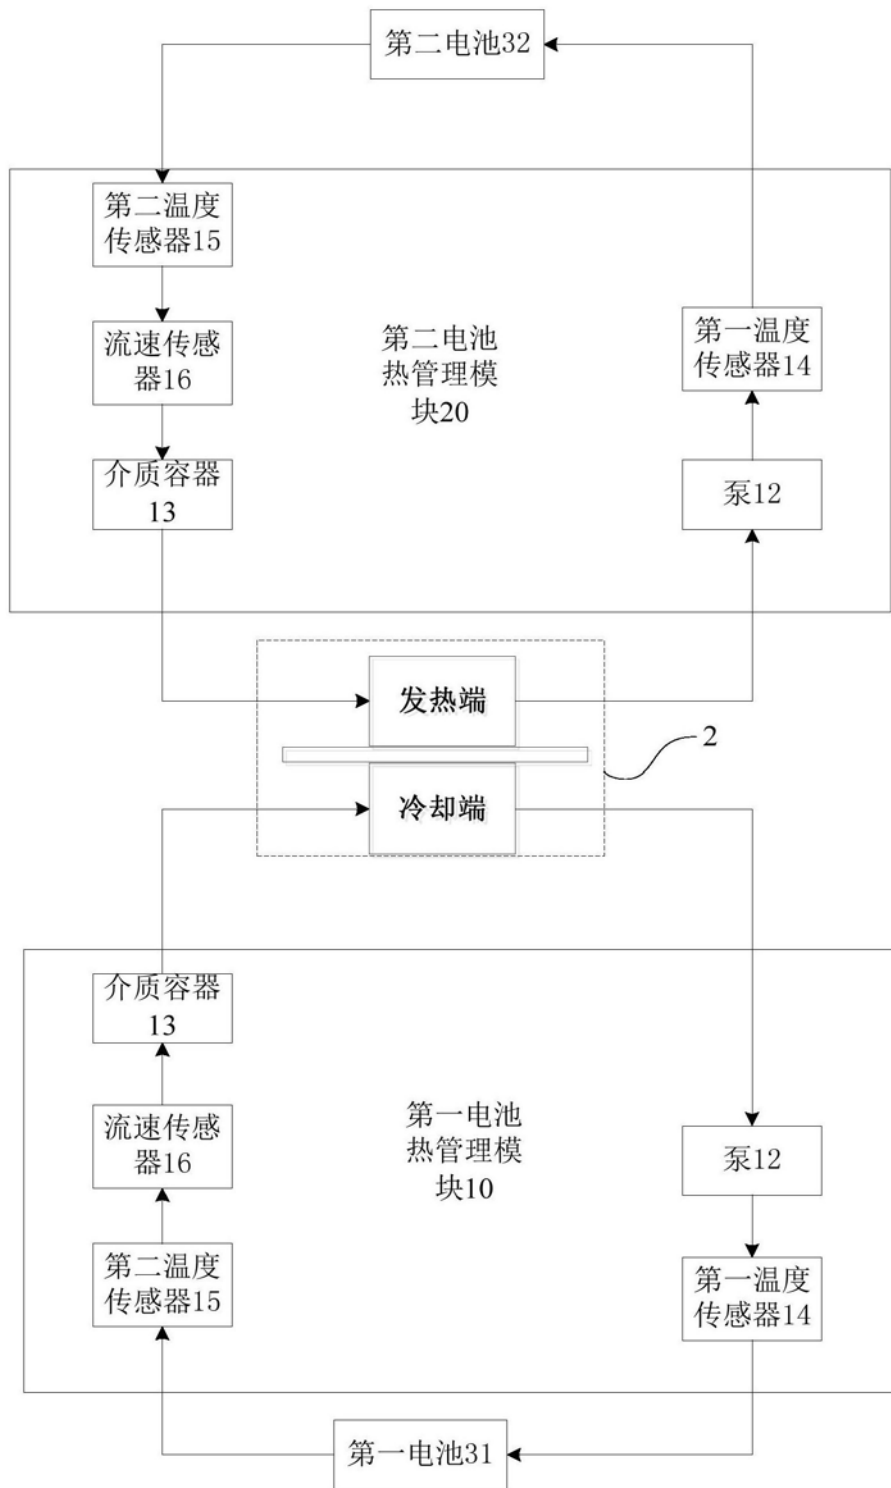 第二电池32
第二温度
传感器15
流速传感
器16
介质容器
13
第二电池
热管理模
块20
第一温度
传感器14
泵12
发热端
2
冷却端
介质容器
13
流速传感
器16
第二温度
传感器15
第一电池
热管理模
块10
泵12
第一温度
传感器14
第一电池31